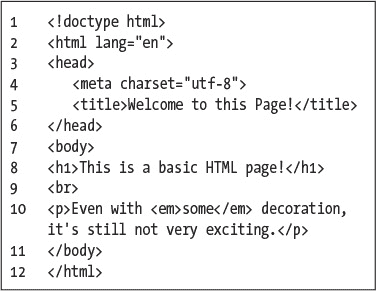 1 <!doctype html>
2 <html lang="en">
3 <head>
4 <meta charset="utf-8">
5 <title>Welcome to this Page!</title>
6 </head>
7 <body>
8 <h1>This is a basic HTML page!</h1>
9 <br>
10 <p>Even with <em>some</em> decoration,
it's still not very exciting.</p>
11 </body>
12 </html>